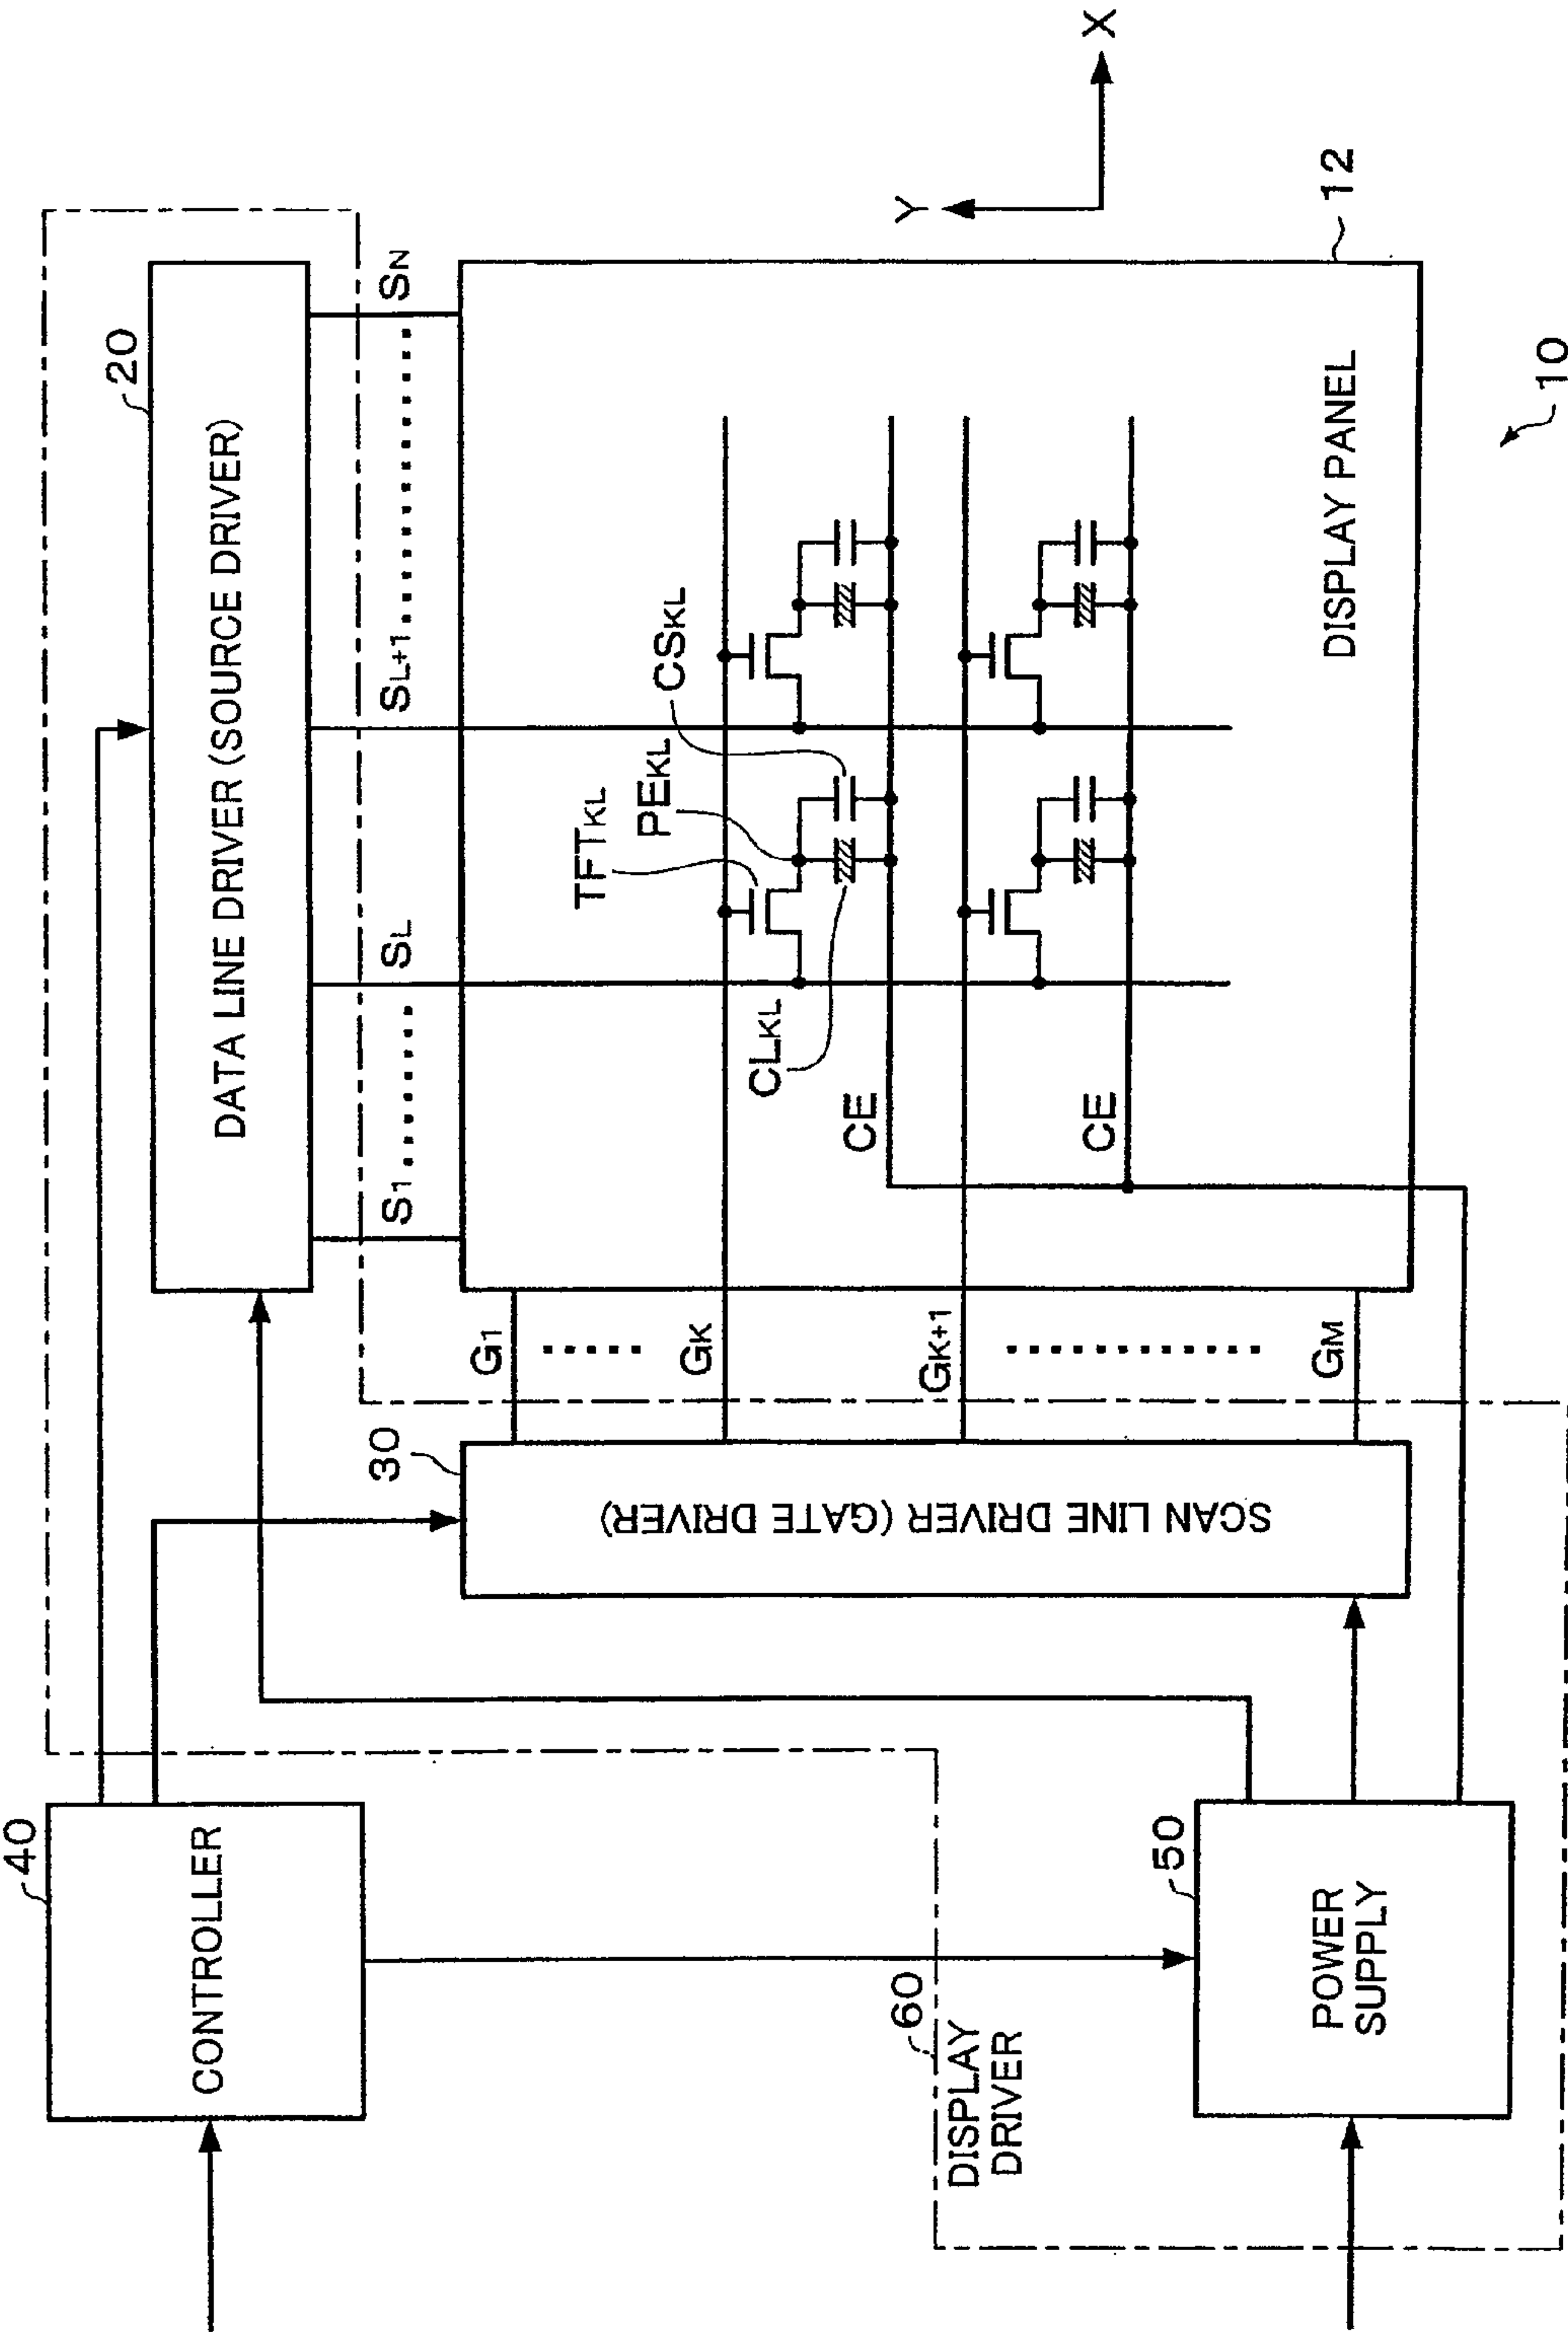 40
CONTROLLER
20
DATA LINE DRIVER (SOURCE DRIVER)
S1
SL
SL+1
SN
30
SCAN LINE DRIVER (GATE DRIVER)
G1
GK
GK+1
GM
TFTKL
PEKL
CSKL
CLKL
CE
CE
DISPLAY PANEL
12
Y
X
60
DISPLAY
DRIVER
50
POWER
SUPPLY
10